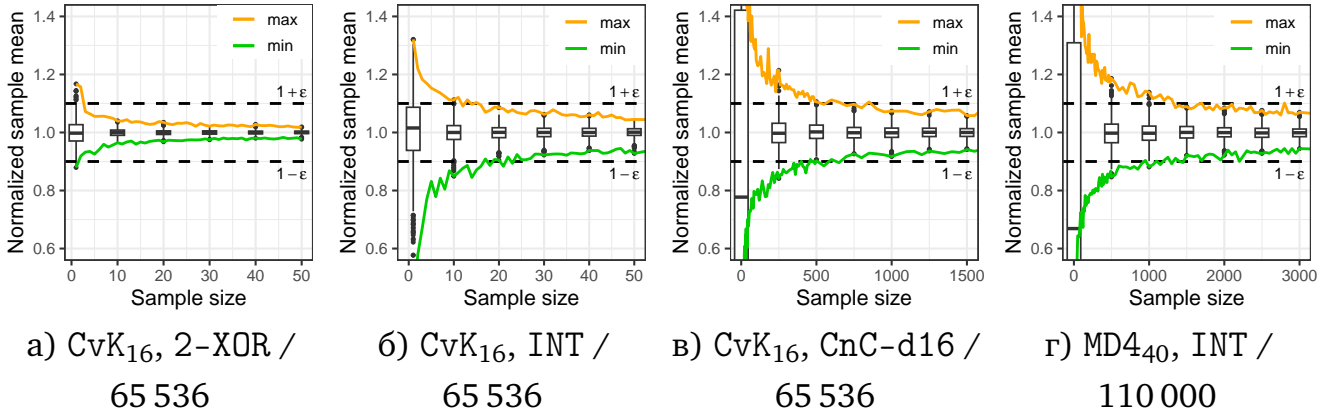 1.4
1.2
1.0
0.8
0.6
Normalized sample mean
max
min
1+ε
1−ε
0 10 20 30 40 50
Sample size
1.4
1.2
1.0
0.8
0.6
Normalized sample mean
max
min
1+ε
1−ε
0 10 20 30 40 50
Sample size
1.4
1.2
1.0
0.8
0.6
Normalized sample mean
max
min
1+ε
1−ε
0 500 1000 1500
Sample size
1.4
1.2
1.0
0.8
0.6
Normalized sample mean
max
min
1+ε
1−ε
0 1000 2000 3000
Sample size
а) CvK₁₆, 2-XOR /
65 536
б) CvK₁₆, INT /
65 536
в) CvK₁₆, CnC-d16 /
65 536
г) MD4₄₀, INT /
110 000